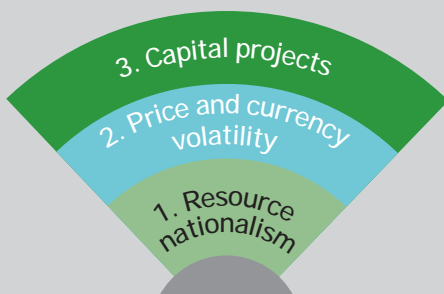 3. Capital projects
2. Price and currency
volatility
1. Resource
nationalism